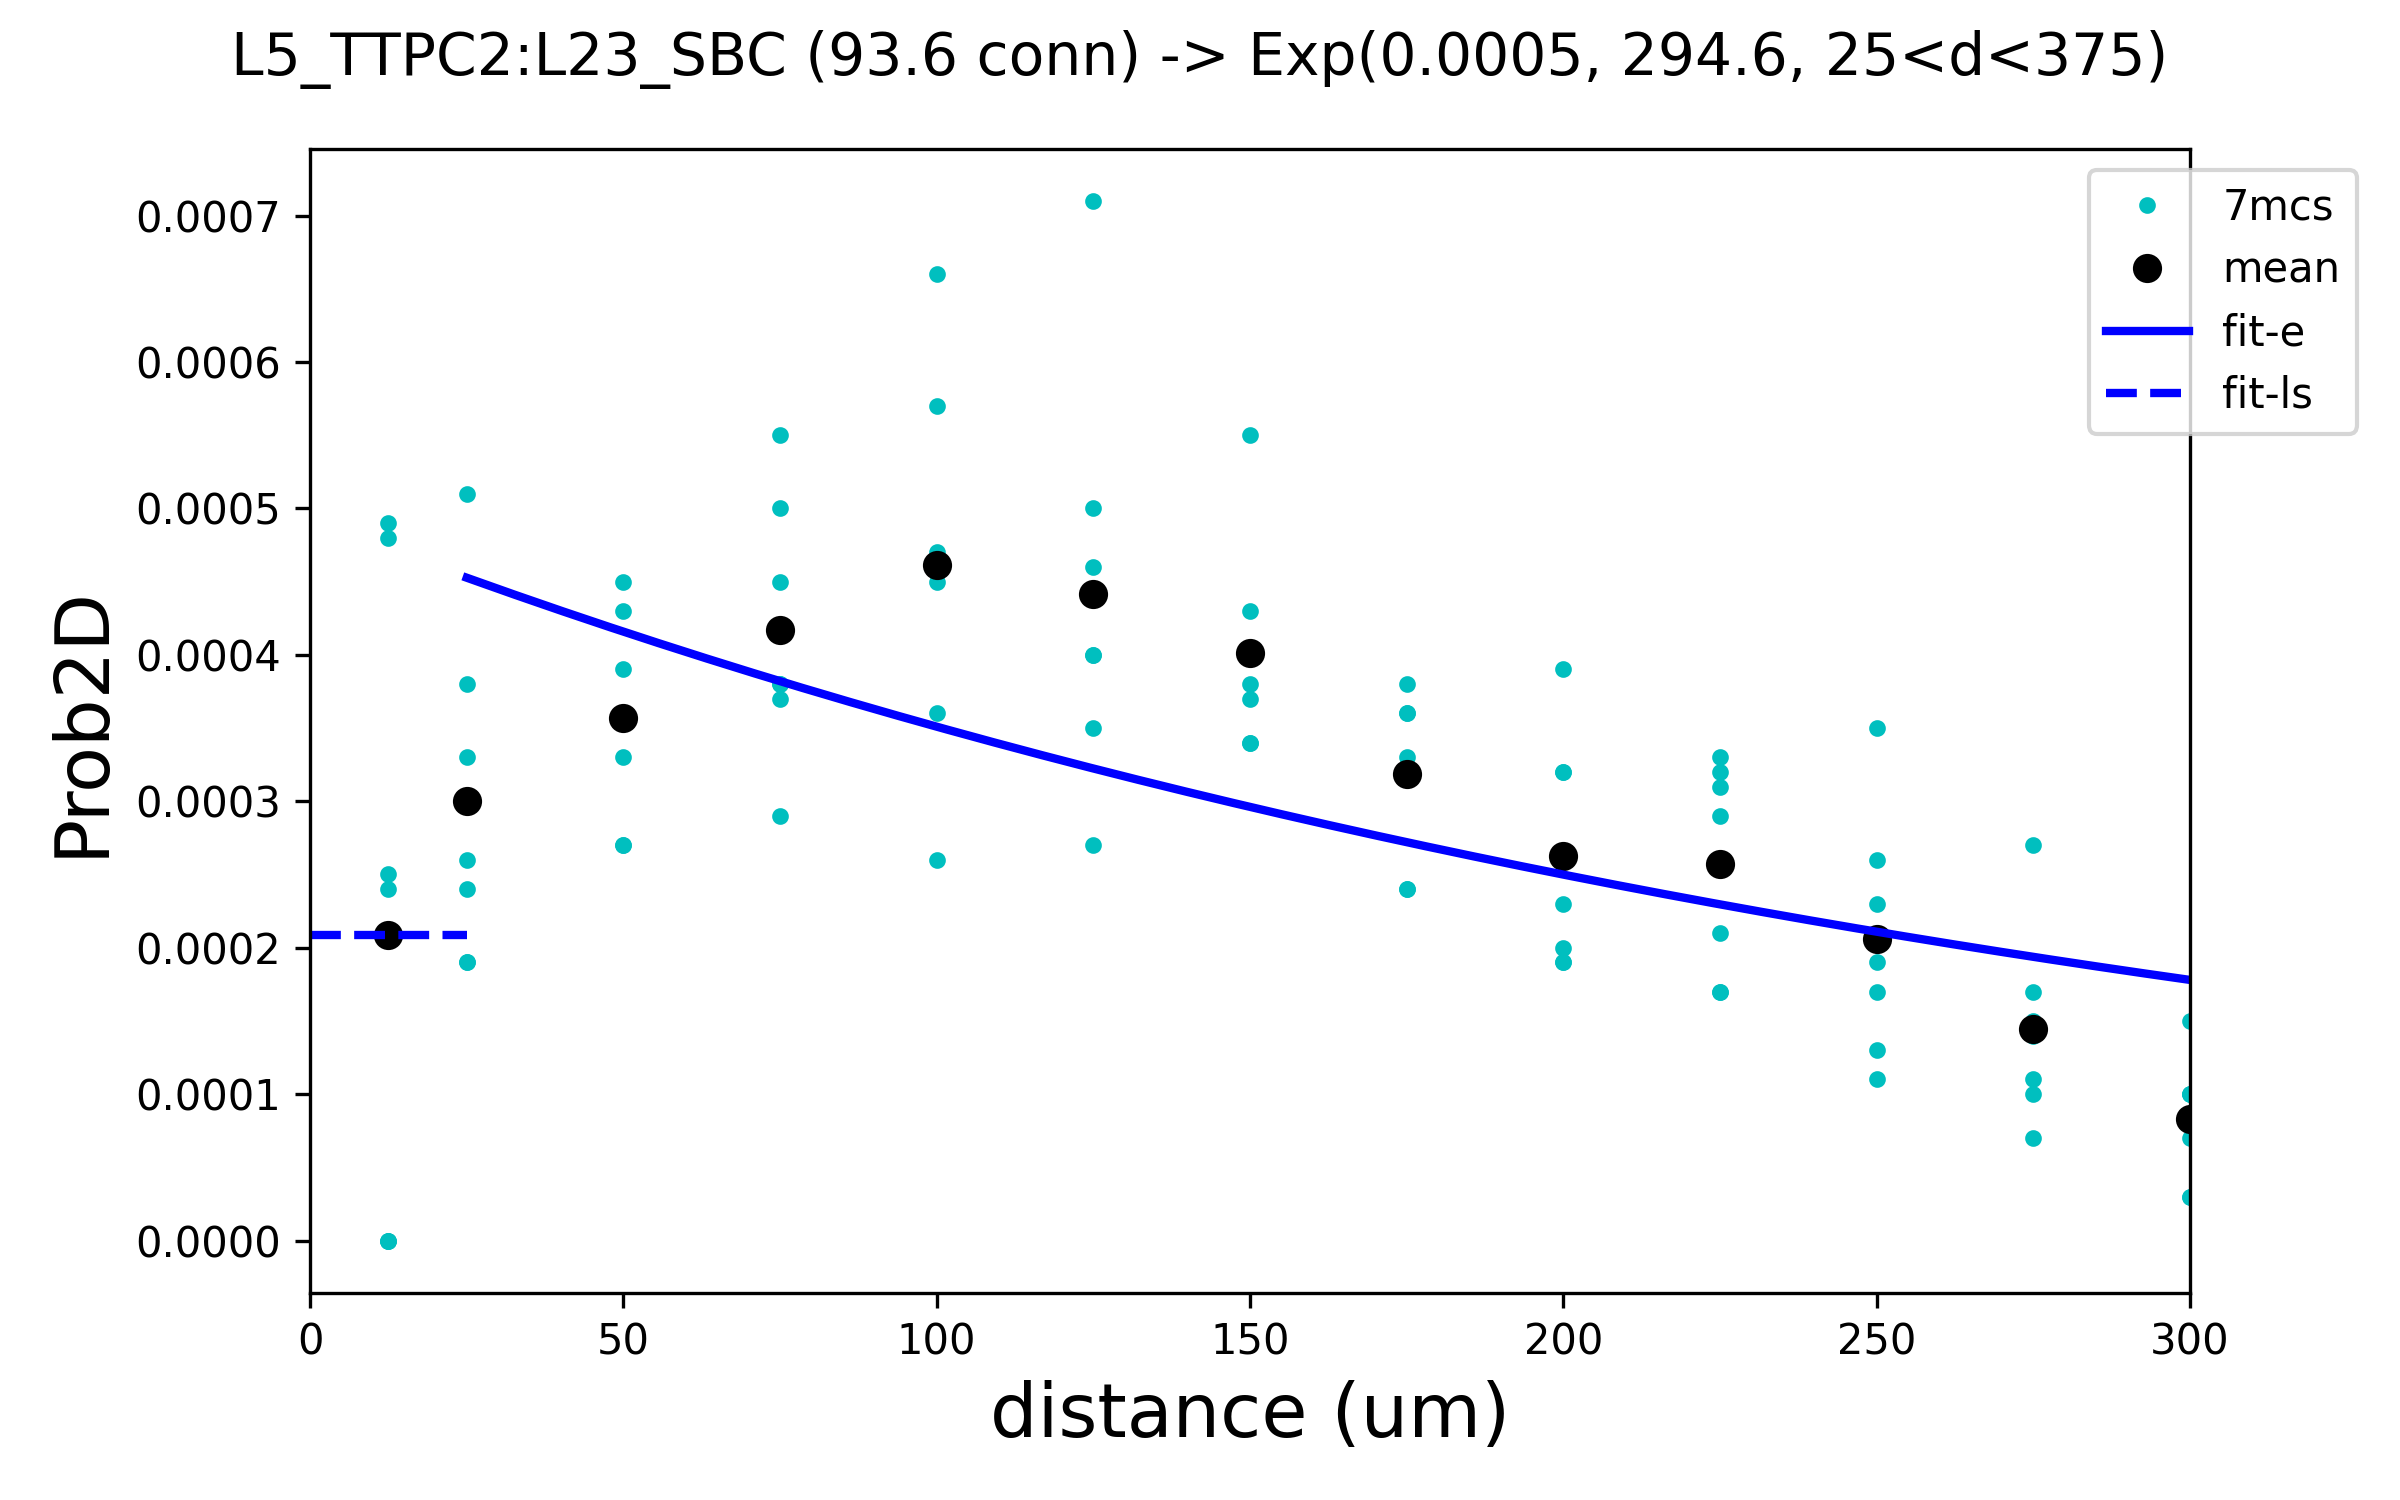 L5_TTPC2:L23_SBC (93.6 conn) -> Exp(0.0005, 294.6, 25<d<375)
7mcs
mean
fit-e
fit-ls
Prob2D
0.0007
0.0006
0.0005
0.0004
0.0003
0.0002
0.0001
0.0000
0 50 100 150 200 250 300
distance (um)